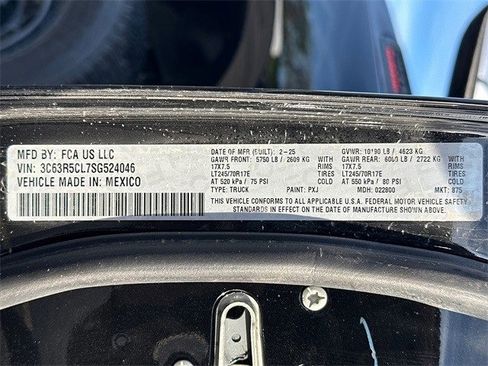 MFD BY: FCA US LLC
VIN: 3C63R5CL7SG524046
VEHICLE MADE IN: MEXICO
DATE OF MFR (BUILT): 2-25 GVWR: 10190 LB / 4623 KG
GAWR FRONT: 5750 LB / 2609 KG GAWR REAR: 6000 LB / 2722 KG
17X7.5 RIMS 17X7.5 RIMS
LT245/70R17E TIRES LT245/70R17E TIRES
AT 520 kPa / 75 PSI COLD AT 550 kPa / 80 PSI COLD
TYPE: TRUCK PAINT: PXJ MDH: 022800 MKT: 875
THIS VEHICLE CONFORMS TO ALL APPLICABLE U.S.A. FEDERAL MOTOR VEHICLE SAFETY
STANDARDS IN EFFECT ON THE DATE OF MANUFACTURE SHOWN ABOVE.